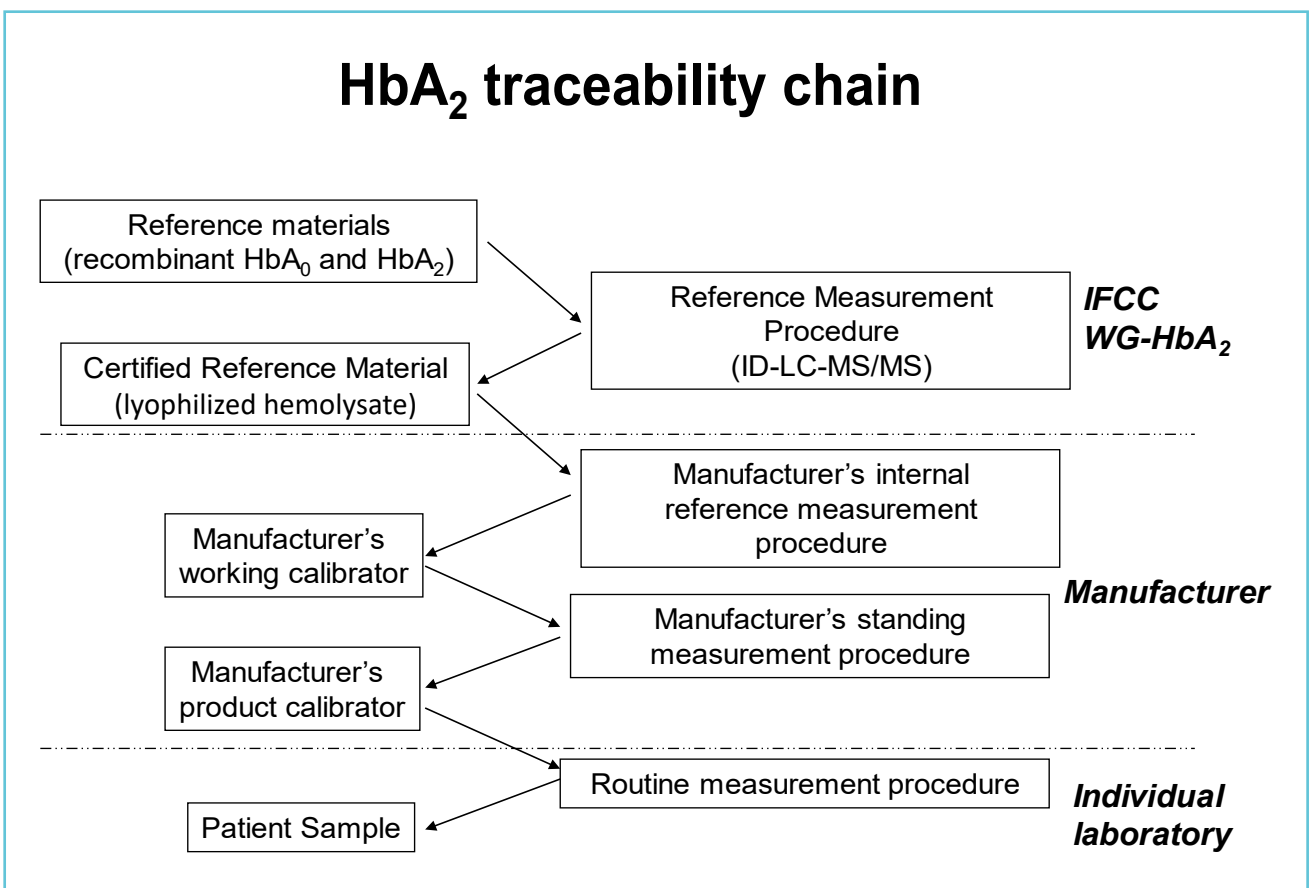 HbA₂ traceability chain
Reference materials
(recombinant HbA₀ and HbA₂)
Reference Measurement
Procedure
(ID-LC-MS/MS)
IFCC
WG-HbA₂
Certified Reference Material
(lyophilized hemolysate)
Manufacturer’s internal
reference measurement
procedure
Manufacturer’s
working calibrator
Manufacturer
Manufacturer’s standing
measurement procedure
Manufacturer’s
product calibrator
Routine measurement procedure
Individual
laboratory
Patient Sample